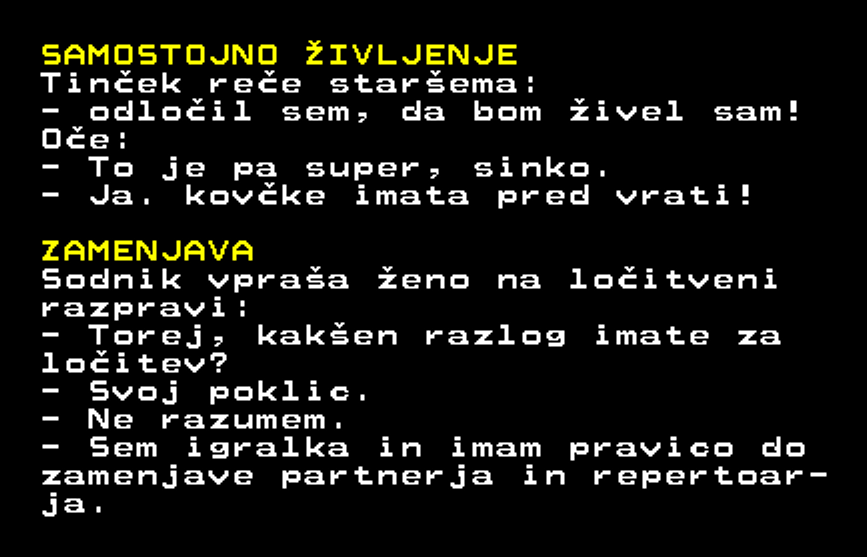 SAMOSTOJNO ŽIVLJENJE
Tinček reče staršema:
- odločil sem, da bom živel sam!
Oče:
- To je pa super, sinko.
- Ja. kovčke imata pred vrati!
ZAMENJAVA
Sodnik vpraša ženo na ločitveni
razpravi:
- Torej, kakšen razlog imate za
ločitev?
- Svoj poklic.
- Ne razumem.
- Sem igralka in imam pravico do
zamenjave partnerja in repertoar-
ja.